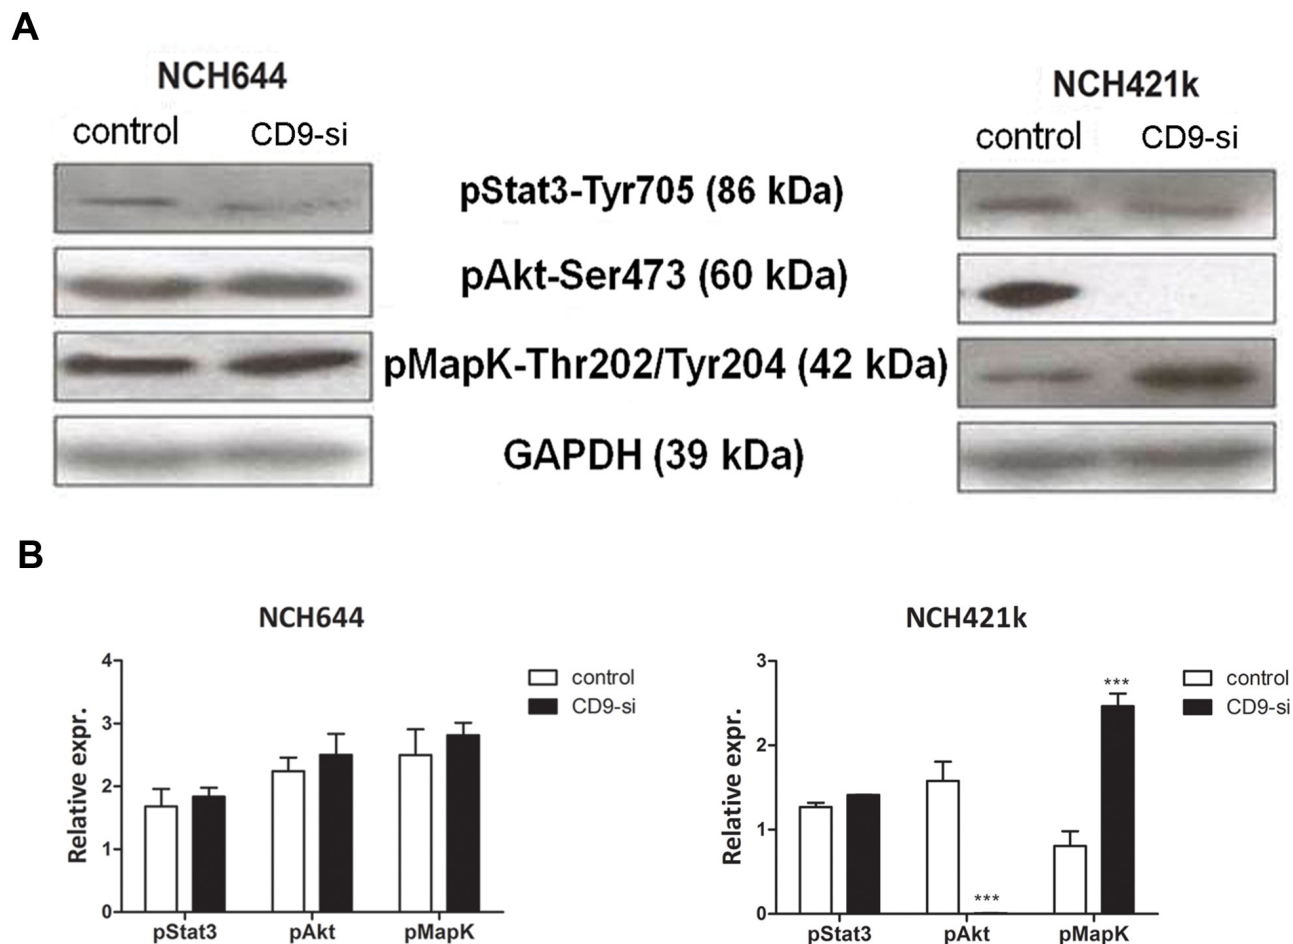 A
NCH644
NCH421k
control CD9-si
control CD9-si
pStat3-Tyr705 (86 kDa)
pAkt-Ser473 (60 kDa)
pMapK-Thr202/Tyr204 (42 kDa)
GAPDH (39 kDa)
B
NCH644
4
3
2
1
0
Relative expr.
control
CD9-si
pStat3 pAkt pMapK
NCH421k
3
2
1
0
Relative expr.
***
***
control
CD9-si
pStat3 pAkt pMapK